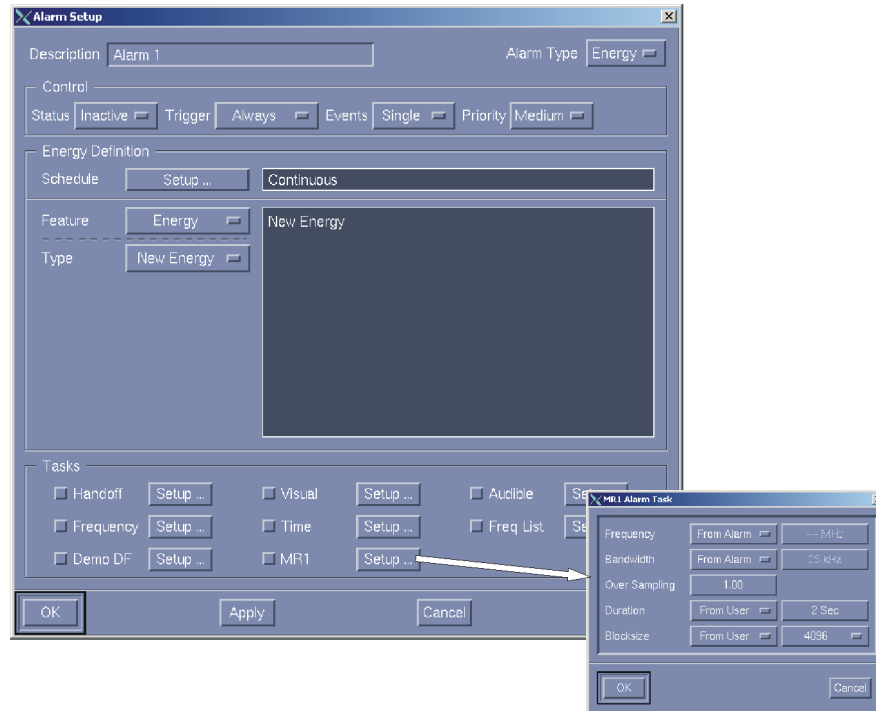 Alarm Setup
Description Alarm 1 Alarm Type Energy
Control
Status Inactive Trigger Always Events Single Priority Medium
Energy Definition
Schedule Setup ... Continuous
Feature Energy New Energy
Type New Energy
Tasks
Handoff Setup ... Visual Setup ... Audible
Frequency Setup ... Time Setup ... Freq List
Demo DF Setup ... MR1 Setup ...
OK Apply Cancel
MR1 Alarm Task
Frequency From Alarm --- MHz
Bandwidth From Alarm 25 kHz
Over Sampling 1.00
Duration From User 2 Sec
Blocksize From User 4096
OK Cancel